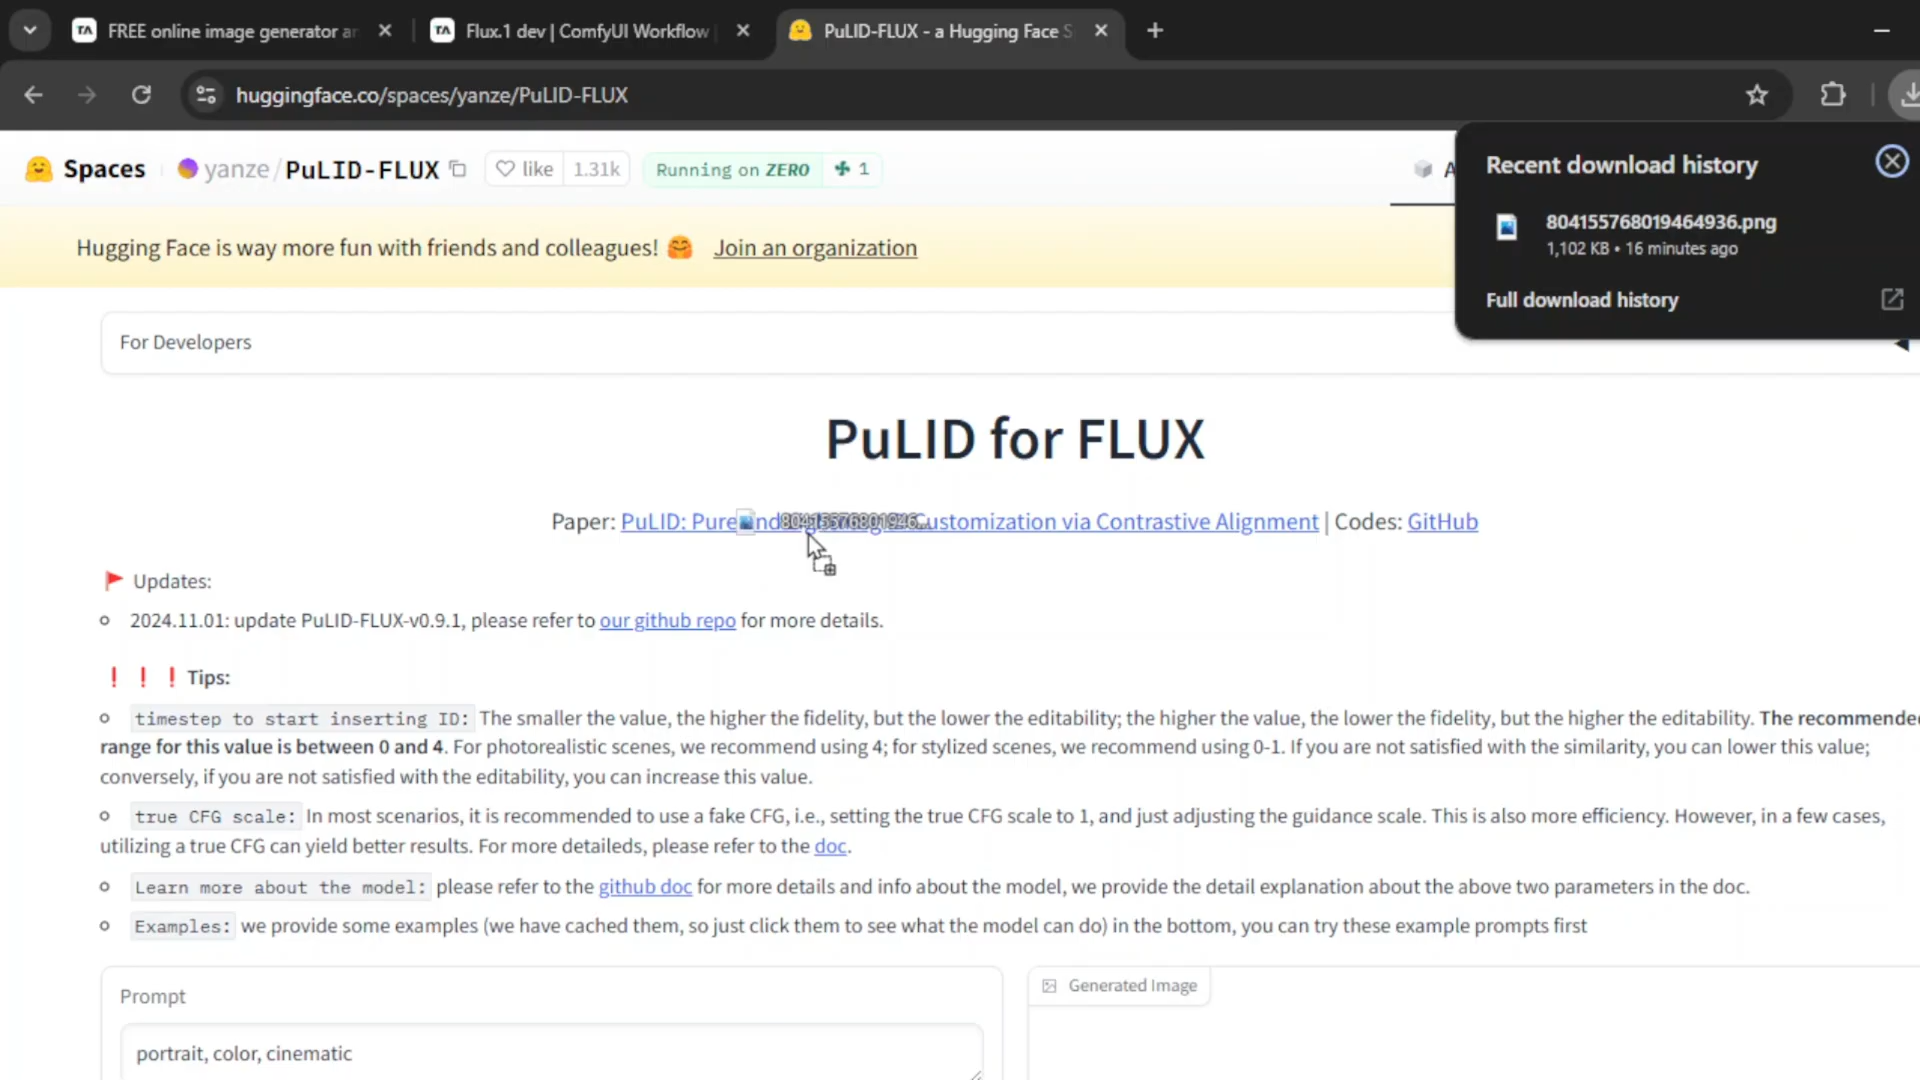 FREE online image generator an
Flux.1 dev | ComfyUI Workflow
PuLID-FLUX - a Hugging Face S
huggingface.co/spaces/yanze/PuLID-FLUX
Spaces yanze/PuLID-FLUX like 1.31k Running on ZERO 1 A
Recent download history
804155768019464936.png
1,102 KB • 16 minutes ago
Full download history
Hugging Face is way more fun with friends and colleagues! 🤗 Join an organization
For Developers
PuLID for FLUX
Paper: PuLID: Pure Customization via Contrastive Alignment | Codes: GitHub
🚩 Updates:
2024.11.01: update PuLID-FLUX-v0.9.1, please refer to our github repo for more details.
❗ ❗ ❗ Tips:
timestep to start inserting ID: The smaller the value, the higher the fidelity, but the lower the editability; the higher the value, the lower the fidelity, but the higher the editability. The recommended
range for this value is between 0 and 4. For photorealistic scenes, we recommend using 4; for stylized scenes, we recommend using 0-1. If you are not satisfied with the similarity, you can lower this value;
conversely, if you are not satisfied with the editability, you can increase this value.
true CFG scale: In most scenarios, it is recommended to use a fake CFG, i.e., setting the true CFG scale to 1, and just adjusting the guidance scale. This is also more efficiency. However, in a few cases,
utilizing a true CFG can yield better results. For more detaileds, please refer to the doc.
Learn more about the model: please refer to the github doc for more details and info about the model, we provide the detail explanation about the above two parameters in the doc.
Examples: we provide some examples (we have cached them, so just click them to see what the model can do) in the bottom, you can try these example prompts first
Prompt
Generated Image
portrait, color, cinematic